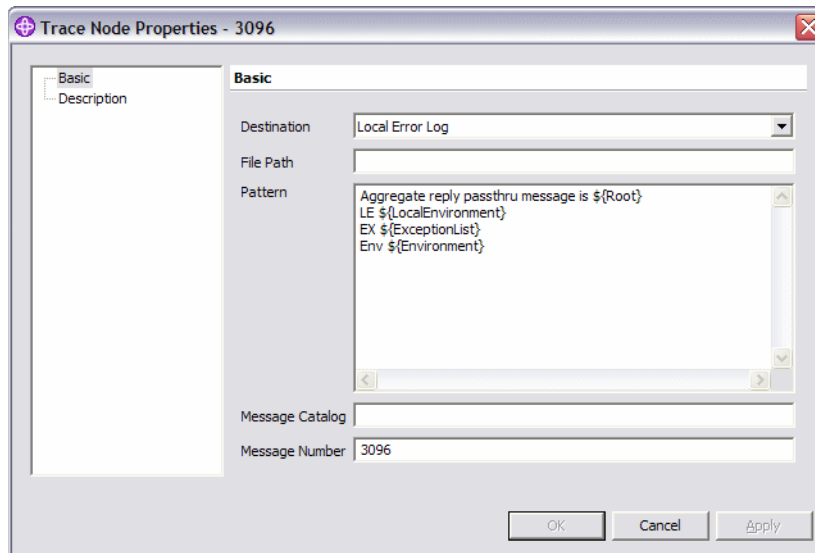 Trace Node Properties - 3096
Basic
Description
Basic
Destination
Local Error Log
File Path
Pattern
Aggregate reply passthru message is ${Root}
LE ${LocalEnvironment}
EX ${ExceptionList}
Env ${Environment}
Message Catalog
Message Number
3096
OK
Cancel
Apply